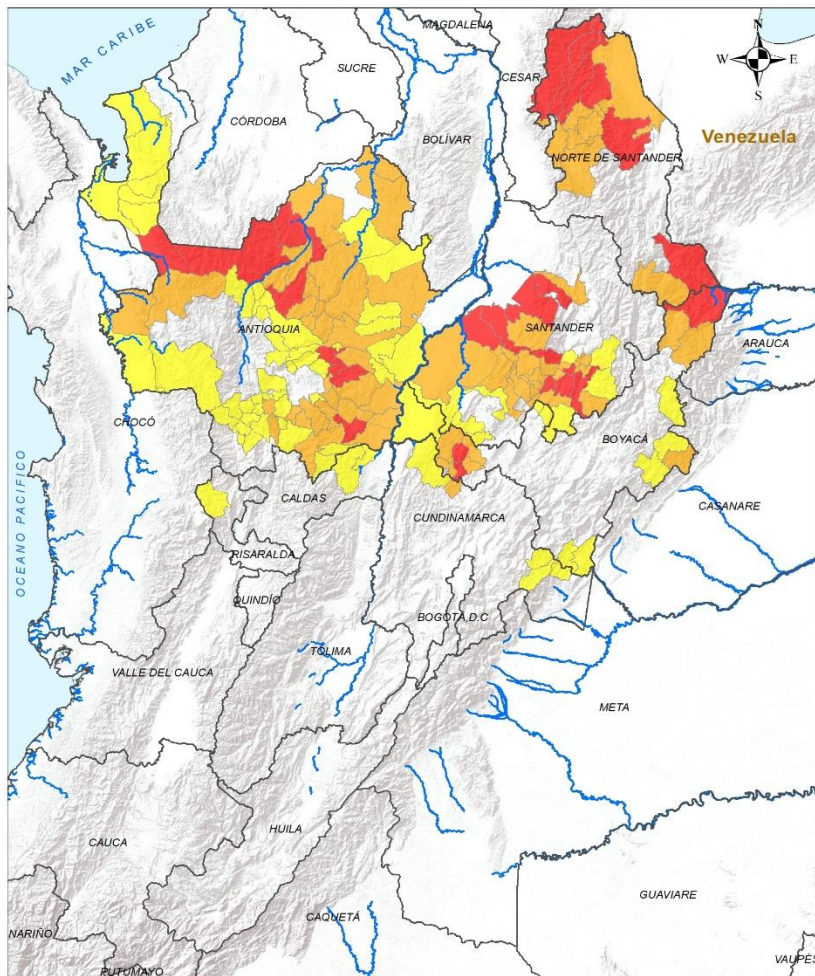 MAGDALENA
N
W E
S
MAR CARIBE
SUCRE
CESAR
CÓRDOBA
BOLÍVAR
Venezuela
NORTE DE SANTANDER
ANTIOQUIA
SANTANDER
ARAUCA
CHOCÓ
BOYACÁ
OCEANO PACIFICO
CALDAS
CUNDINAMARCA
CASANARE
RISARALDA
QUINDÍO
BOGOTÁ, D.C
TOLIMA
VALLE DEL CAUCA
META
HUILA
CAUCA
GUAVIARE
CAQUETÁ
NARIÑO
PUTUMAYO
VAUPÉS